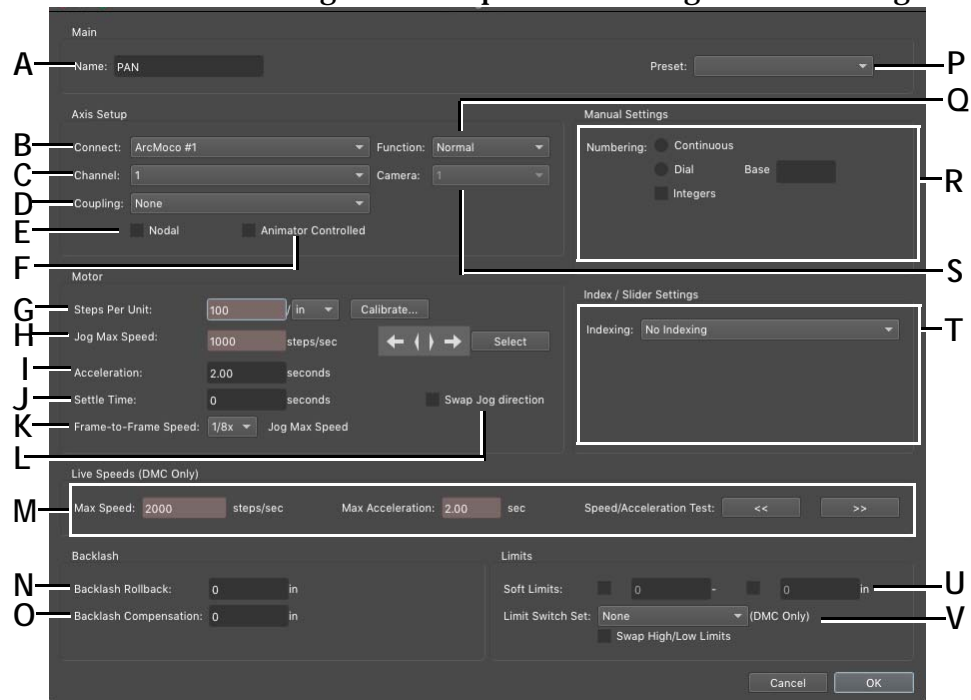 Main
A Name: PAN Preset: P
Q
Axis Setup Manual Settings
B Connect: ArcMoco #1 Function: Normal Numbering: Continuous
C Channel: 1 Camera: 1 Dial Base R
D Coupling: None Integers
E Nodal Animator Controlled
F S
Motor Index / Slider Settings
G Steps Per Unit: 100 / in Calibrate...
H Jog Max Speed: 1000 steps/sec Select Indexing: No Indexing T
I Acceleration: 2.00 seconds
J Settle Time: 0 seconds Swap Jog direction
K Frame-to-Frame Speed: 1/8x Jog Max Speed
L
Live Speeds (DMC Only)
M Max Speed: 2000 steps/sec Max Acceleration: 2.00 sec Speed/Acceleration Test: << >>
Backlash Limits
N Backlash Rollback: 0 in Soft Limits: 0 - 0 in U
O Backlash Compensation: 0 in Limit Switch Set: None (DMC Only) V
Swap High/Low Limits
Cancel OK